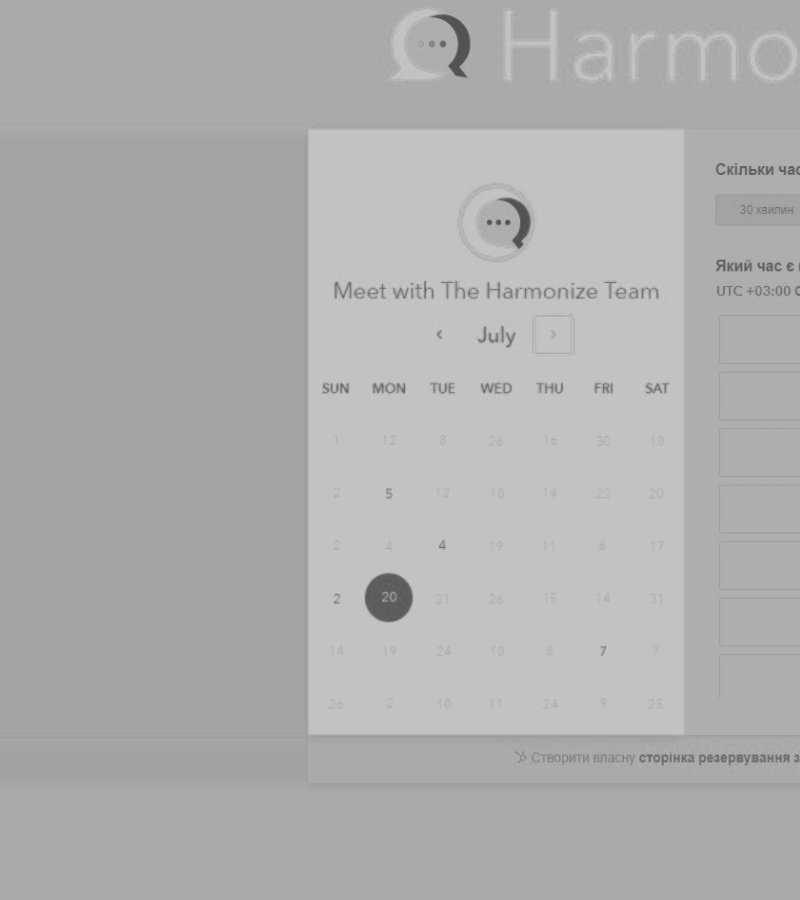 Harmo
Скільки час
30 хвилин
Meet with The Harmonize Team
Який час є
UTC +03:00
July
SUN MON TUE WED THU FRI SAT
1 12 8 26 16 30 10
2 5 12 10 14 22 20
2 4 4 19 11 6 17
2 20 21 26 15 14 31
14 19 24 18 6 7 7
26 2 10 11 24 9 25
Створити власну сторінка резервування з